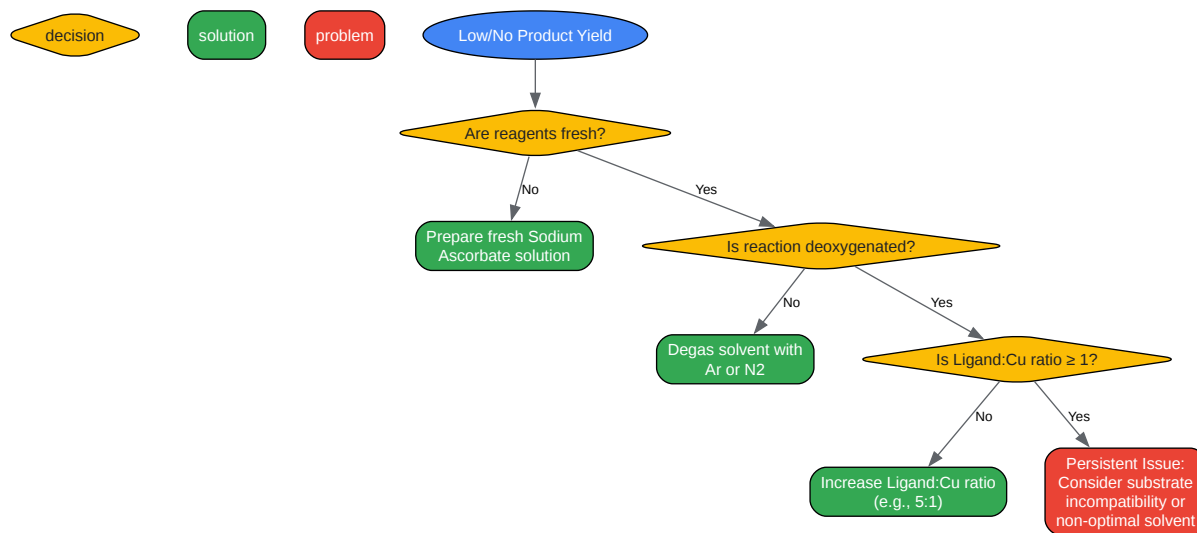 decision
solution
problem
Low/No Product Yield
Are reagents fresh?
No
Yes
Prepare fresh Sodium
Ascorbate solution
Is reaction deoxygenated?
No
Yes
Degas solvent with
Ar or N2
Is Ligand:Cu ratio ≥ 1?
No
Yes
Increase Ligand:Cu ratio
(e.g., 5:1)
Persistent Issue:
Consider substrate
incompatibility or
non-optimal solvent